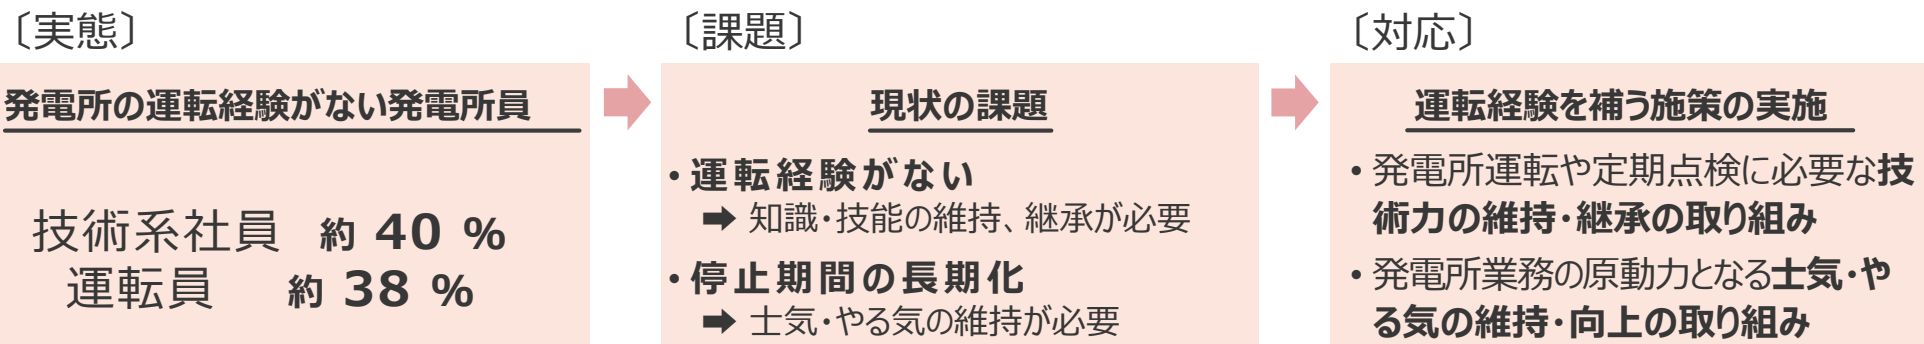 〔実態〕
発電所の運転経験がない発電所員
技術系社員 約 40 %
運転員 約 38 %
〔課題〕
現状の課題
・運転経験がない
➡ 知識・技能の維持、継承が必要
・停止期間の長期化
➡ 士気・やる気の維持が必要
〔対応〕
運転経験を補う施策の実施
・発電所運転や定期点検に必要な技
術力の維持・継承の取り組み
・発電所業務の原動力となる士気・や
る気の維持・向上の取り組み